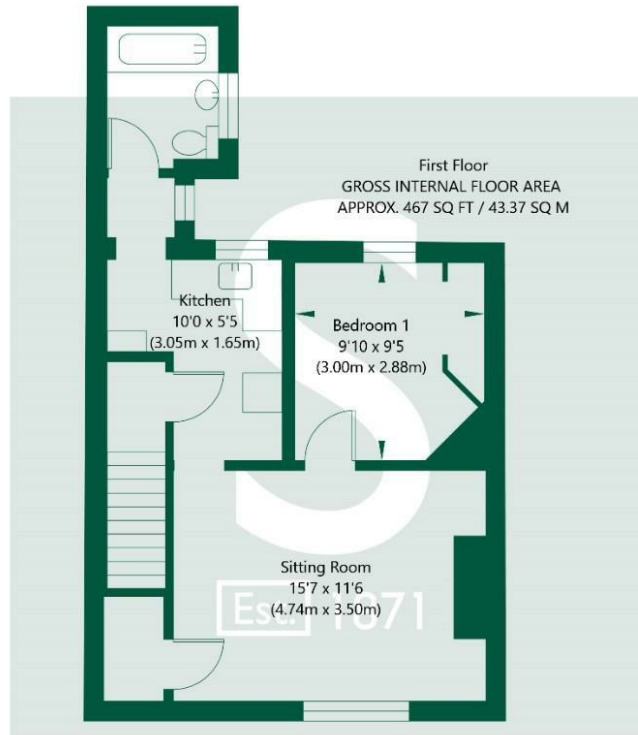 First Floor
GROSS INTERNAL FLOOR AREA
APPROX. 467 SQ FT / 43.37 SQ M
Kitchen
10'0 x 5'5
(3.05m x 1.65m)
Bedroom 1
9'10 x 9'5
(3.00m x 2.88m)
S
Sitting Room
15'7 x 11'6
(4.74m x 3.50m)
Est. 1871